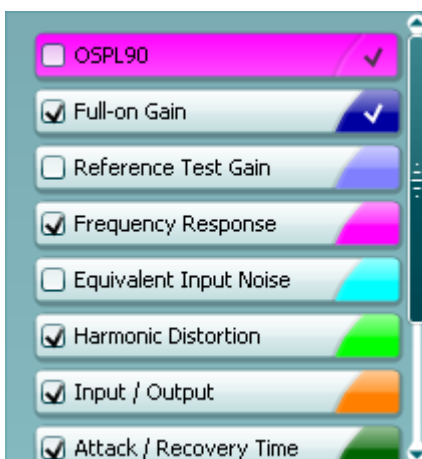 OSPL90
Full-on Gain
Reference Test Gain
Frequency Response
Equivalent Input Noise
Harmonic Distortion
Input / Output
Attack / Recovery Time